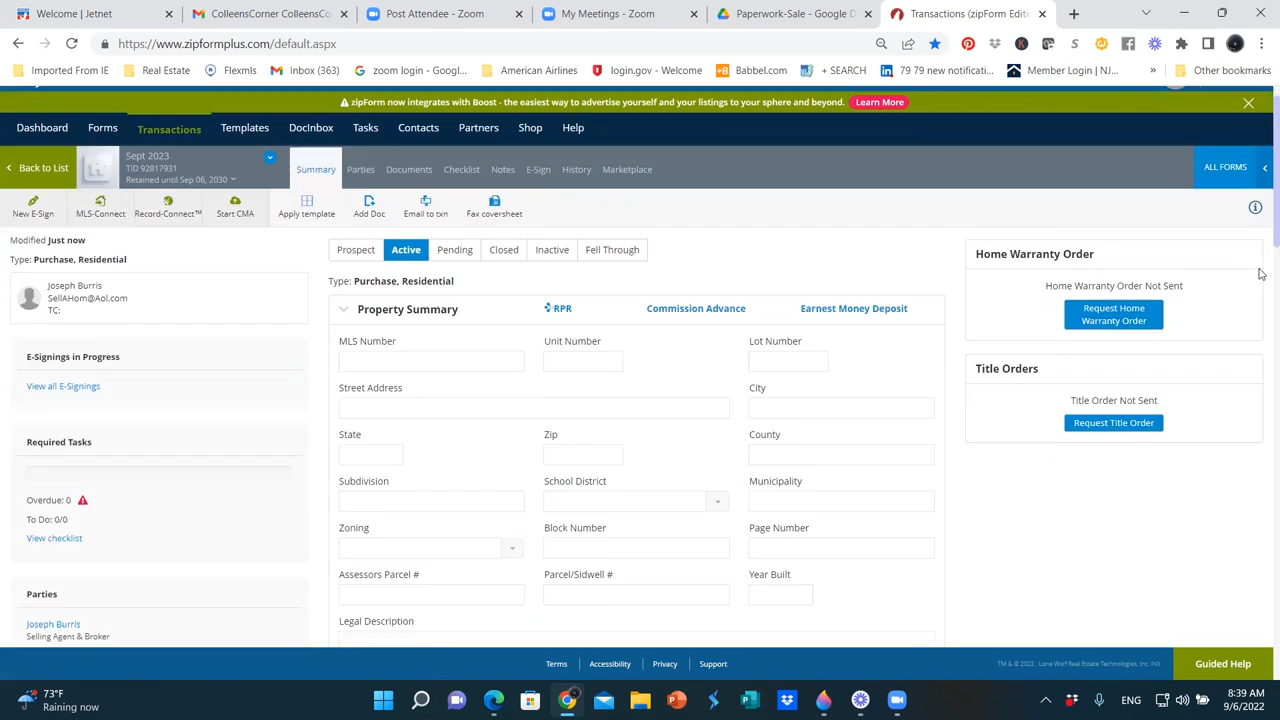 Jetnet
CollenesCorner CollenesCorn
Post Attendee - Zoom
My Meetings - Zoom
Paperwork-Sale - Google D
Transactions (zipForm Edition)
https://www.zipformplus.com/default.aspx
Imported From IE
Real Estate
Flexmls
Inbox (363)
zoom login - Googl...
American Airlines
login.gov - Welcome
Babbel.com
+ SEARCH
79 79 new notificati...
Member Login | NJ...
»
Other bookmarks
zipForm now integrates with Boost - the easiest way to advertise yourself and your listings to your sphere and beyond. Learn More
Dashboard Forms Transactions Templates DocInbox Tasks Contacts Partners Shop Help
Back to List
Sept 2023
TID 92817931
Retained until Sep 06, 2030
Summary Parties Documents Checklist Notes E-Sign History Marketplace
ALL FORMS
New E-Sign MLS-Connect Record-Connect™ Start CMA Apply template Add Doc Email to txn Fax coversheet
Modified Just now
Type: Purchase, Residential
Joseph Burris
SellAHom@Aol.com
TC:
E-Signings in Progress
View all E-Signings
Required Tasks
Overdue: 0
To Do: 0/0
View checklist
Parties
Joseph Burris
Selling Agent & Broker
Prospect Active Pending Closed Inactive Fell Through
Type: Purchase, Residential
Property Summary RPR Commission Advance Earnest Money Deposit
MLS Number Unit Number Lot Number
Street Address City
State Zip County
Subdivision School District Municipality
Zoning Block Number Page Number
Assessors Parcel # Parcel/Sidwell # Year Built
Legal Description
Home Warranty Order
Home Warranty Order Not Sent
Request Home
Warranty Order
Title Orders
Title Order Not Sent
Request Title Order
Terms Accessibility Privacy Support
TM & © 2022 . Lone Wolf Real Estate Technologies, Inc.
Guided Help
73°F
Raining now
ENG
8:39 AM
9/6/2022